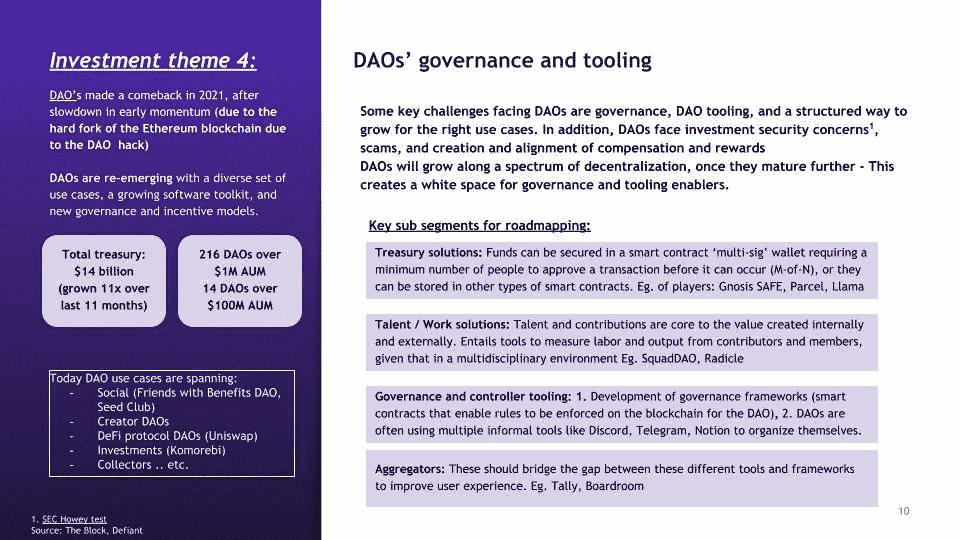 Investment theme 4:
DAO's made a comeback in 2021, after
slowdown in early momentum (due to the
hard fork of the Ethereum blockchain due
to the DAO hack)
DAOs are re-emerging with a diverse set of
use cases, a growing software toolkit, and
new governance and incentive models.
Total treasury:
$14 billion
(grown 11x over
last 11 months)
216 DAOs over
$1M AUM
14 DAOs over
$100M AUM
Today DAO use cases are spanning:
- Social (Friends with Benefits DAO,
Seed Club)
- Creator DAOs
- DeFi protocol DAOs (Uniswap)
- Investments (Komorebi)
- Collectors .. etc.
1. SEC Howey test
Source: The Block, Defiant
DAOs' governance and tooling
Some key challenges facing DAOs are governance, DAO tooling, and a structured way to
grow for the right use cases. In addition, DAOs face investment security concerns¹,
scams, and creation and alignment of compensation and rewards
DAOs will grow along a spectrum of decentralization, once they mature further - This
creates a white space for governance and tooling enablers.
Key sub segments for roadmapping:
Treasury solutions: Funds can be secured in a smart contract ‘multi-sig’ wallet requiring a
minimum number of people to approve a transaction before it can occur (M-of-N), or they
can be stored in other types of smart contracts. Eg. of players: Gnosis SAFE, Parcel, Llama
Talent / Work solutions: Talent and contributions are core to the value created internally
and externally. Entails tools to measure labor and output from contributors and members,
given that in a multidisciplinary environment Eg. SquadDAO, Radicle
Governance and controller tooling: 1. Development of governance frameworks (smart
contracts that enable rules to be enforced on the blockchain for the DAO), 2. DAOs are
often using multiple informal tools like Discord, Telegram, Notion to organize themselves.
Aggregators: These should bridge the gap between these different tools and frameworks
to improve user experience. Eg. Tally, Boardroom
10